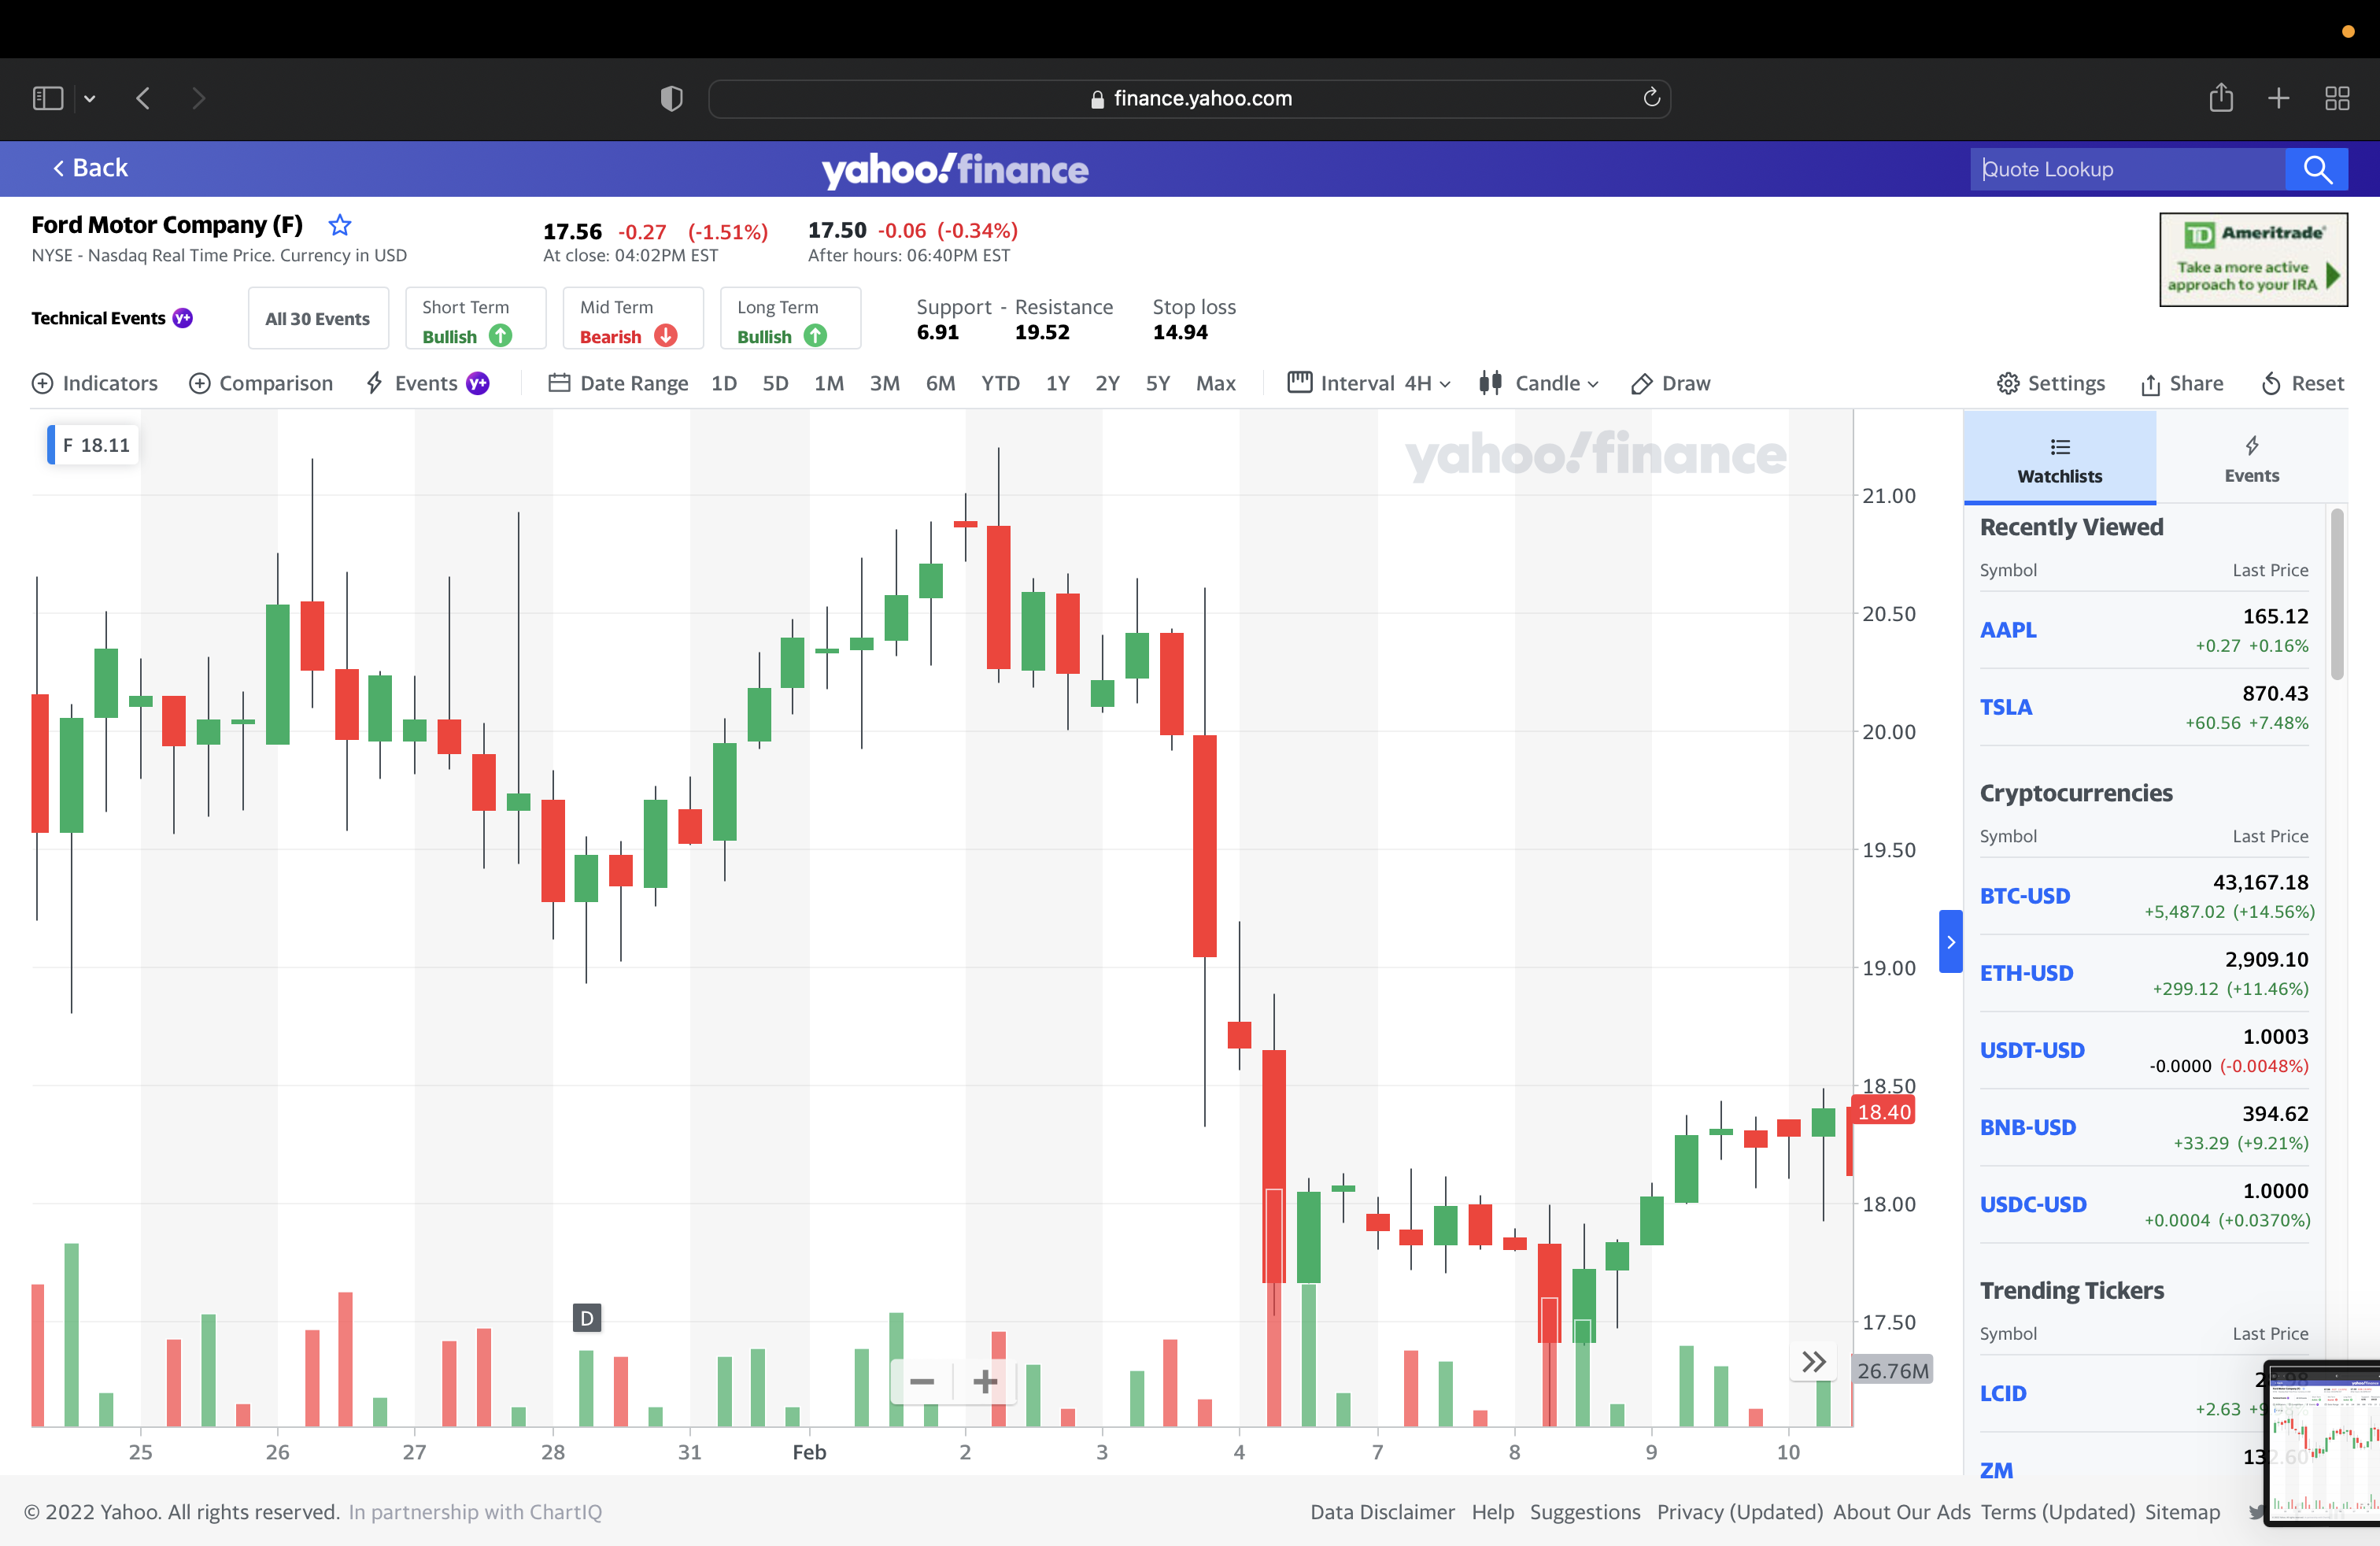 finance.yahoo.com
Back
yahoo!finance
Quote Lookup
Ford Motor Company (F)
NYSE - Nasdaq Real Time Price. Currency in USD
17.56 -0.27 (-1.51%)
At close: 04:02PM EST
17.50 -0.06 (-0.34%)
After hours: 06:40PM EST
TD Ameritrade
Take a more active
approach to your IRA
Technical Events y+
All 30 Events
Short Term
Bullish
Mid Term
Bearish
Long Term
Bullish
Support - Resistance
6.91 19.52
Stop loss
14.94
Indicators Comparison Events y+ Date Range 1D 5D 1M 3M 6M YTD 1Y 2Y 5Y Max Interval 4H Candle Draw Settings Share Reset
F 18.11
yahoo!finance
21.00
20.50
20.00
19.50
19.00
18.50
18.40
18.00
17.50
26.76M
D
25 26 27 28 31 Feb 2 3 4 7 8 9 10
Watchlists
Events
Recently Viewed
Symbol Last Price
AAPL 165.12
+0.27 +0.16%
TSLA 870.43
+60.56 +7.48%
Cryptocurrencies
Symbol Last Price
BTC-USD 43,167.18
+5,487.02 (+14.56%)
ETH-USD 2,909.10
+299.12 (+11.46%)
USDT-USD 1.0003
-0.0000 (-0.0048%)
BNB-USD 394.62
+33.29 (+9.21%)
USDC-USD 1.0000
+0.0004 (+0.0370%)
Trending Tickers
Symbol Last Price
LCID
+2.63
ZM
© 2022 Yahoo. All rights reserved. In partnership with ChartIQ
Data Disclaimer Help Suggestions Privacy (Updated) About Our Ads Terms (Updated) Sitemap